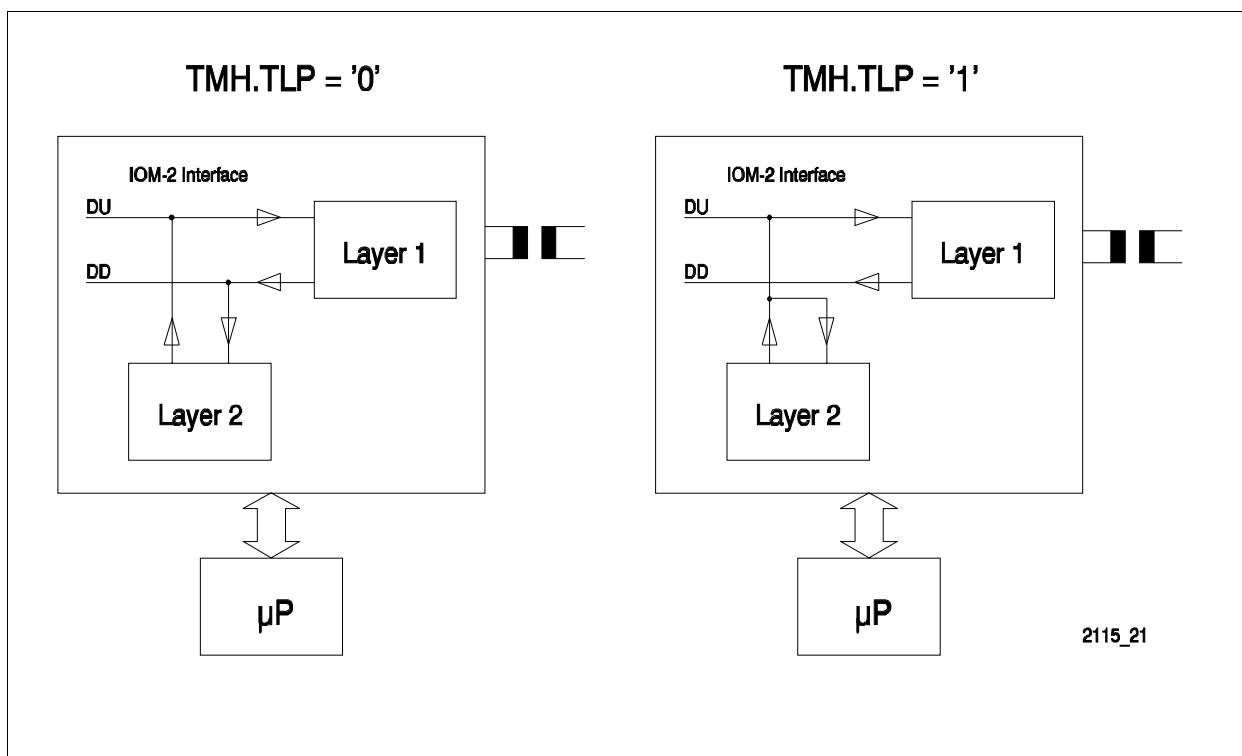 TMH.TLP = '0'
IOM-2 Interface
DU
Layer 1
DD
Layer 2
µP
TMH.TLP = '1'
IOM-2 Interface
DU
Layer 1
DD
Layer 2
µP
2115_21